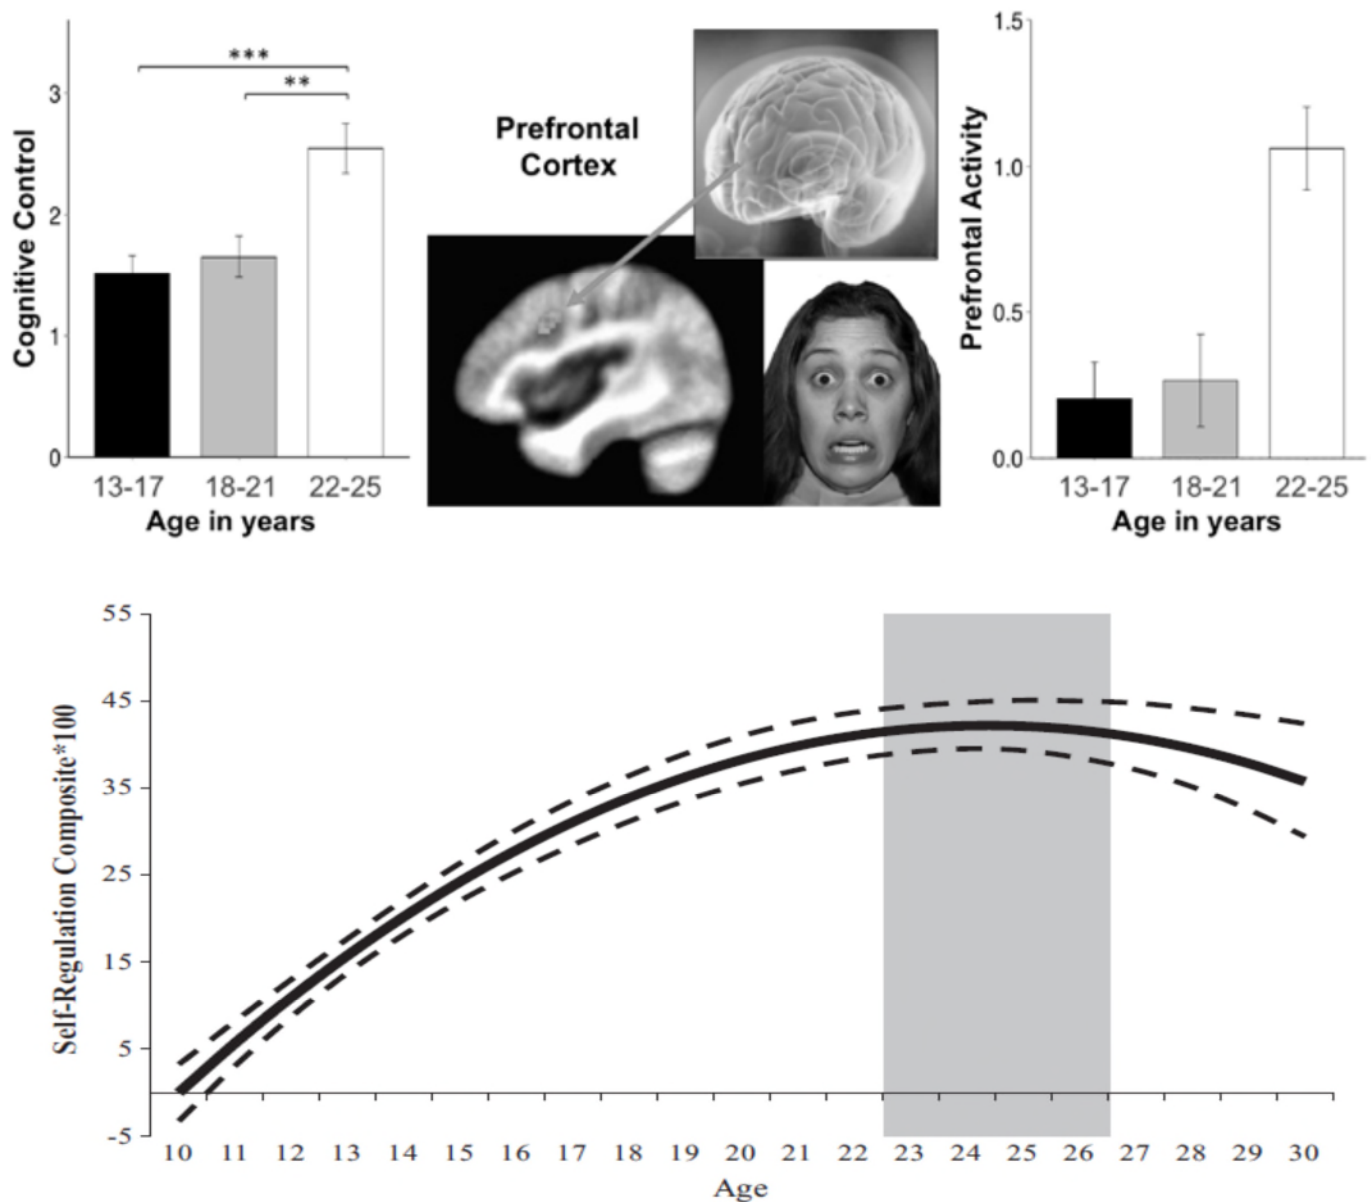 ***
**
3
2
1
0
Cognitive Control
13-17 18-21 22-25
Age in years
Prefrontal
Cortex
1.5
1.0
0.5
0.0
Prefrontal Activity
13-17 18-21 22-25
Age in years
55
45
35
25
15
5
-5
Self-Regulation Composite*100
10 11 12 13 14 15 16 17 18 19 20 21 22 23 24 25 26 27 28 29 30
Age